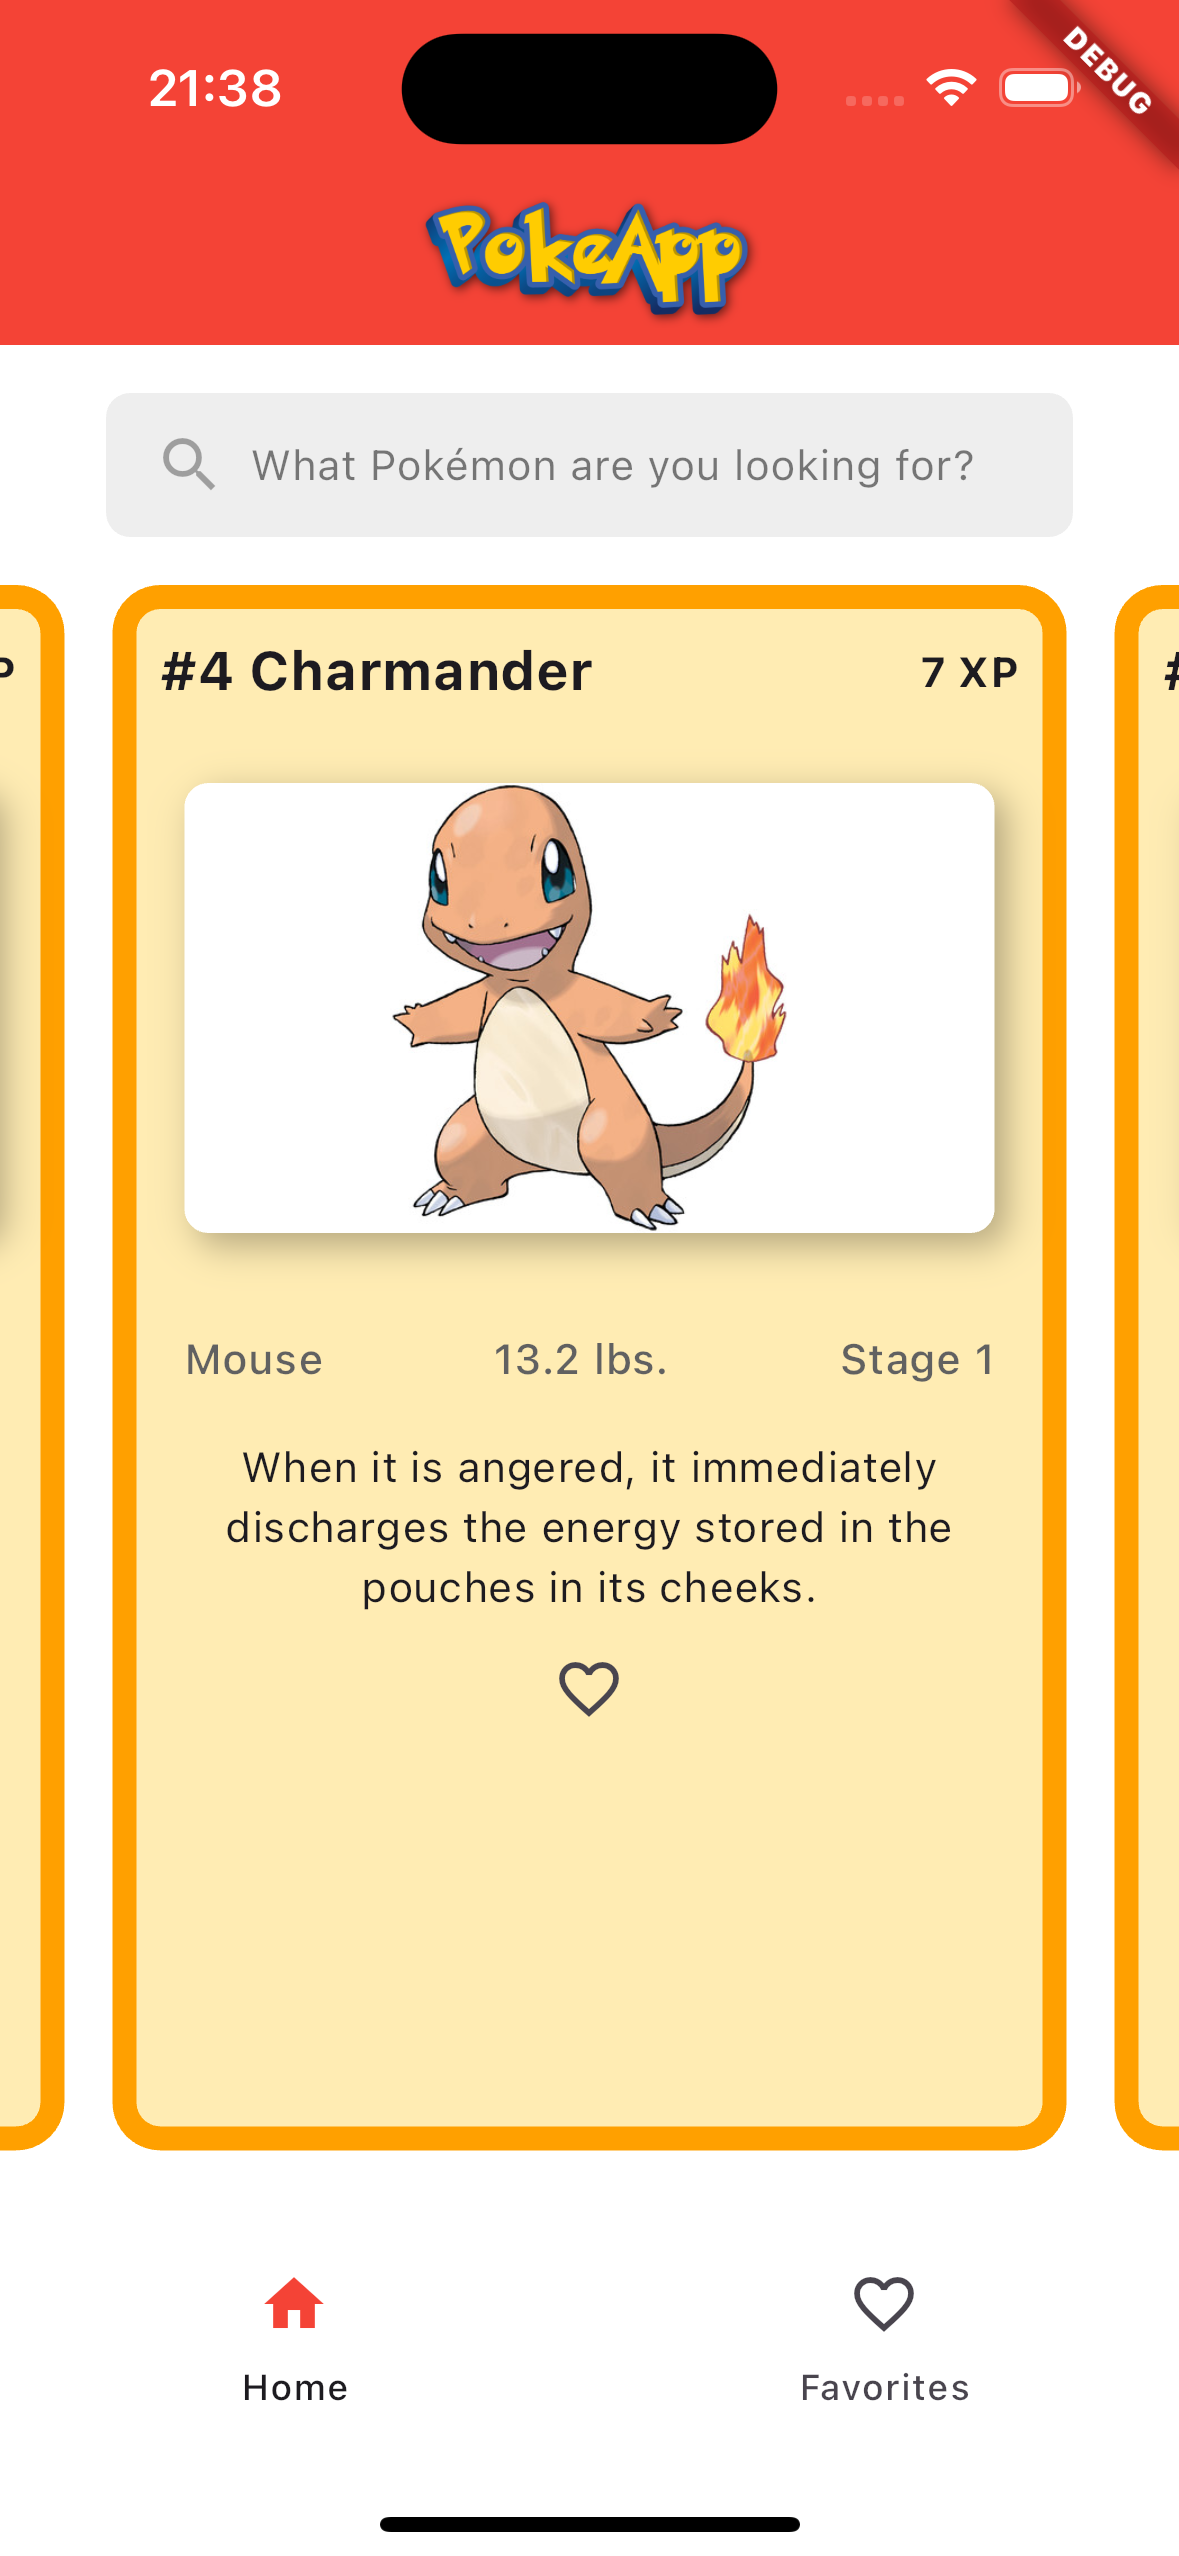 21:38
DEBUG
PokeApp
What Pokémon are you looking for?
P
#4 Charmander
7 XP
#
Mouse
13.2 lbs.
Stage 1
When it is angered, it immediately
discharges the energy stored in the
pouches in its cheeks.
Home
Favorites